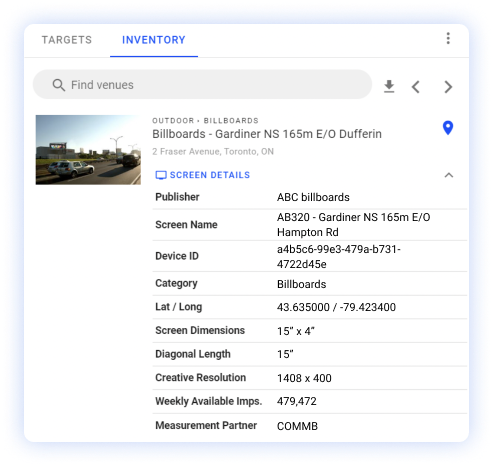 TARGETS INVENTORY
Find venues
OUTDOOR • BILLBOARDS
Billboards - Gardiner NS 165m E/O Dufferin
2 Fraser Avenue, Toronto, ON
SCREEN DETAILS
Publisher ABC billboards
Screen Name AB320 - Gardiner NS 165m E/O
Hampton Rd
Device ID a4b5c6-99e3-479a-b731-
4722d45e
Category Billboards
Lat / Long 43.635000 / -79.423400
Screen Dimensions 15” x 4”
Diagonal Length 15”
Creative Resolution 1408 x 400
Weekly Available Imps. 479,472
Measurement Partner COMMB